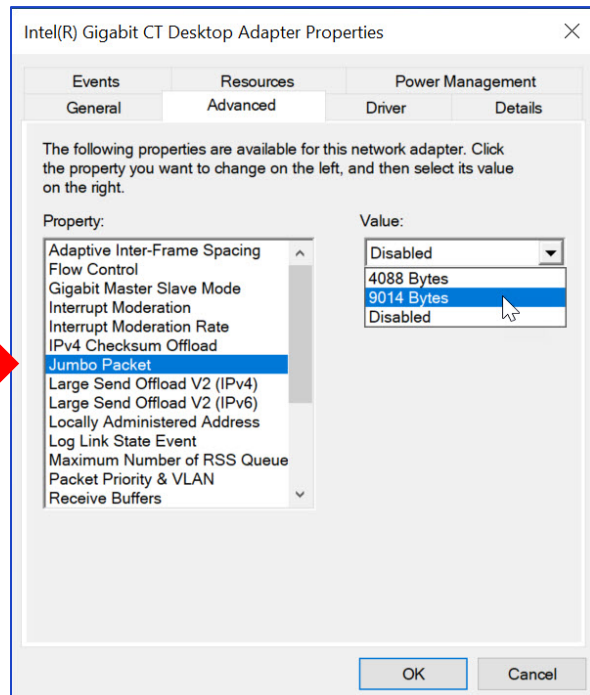 Intel(R) Gigabit CT Desktop Adapter Properties
Events Resources Power Management
General Advanced Driver Details
The following properties are available for this network adapter. Click
the property you want to change on the left, and then select its value
on the right.
Property:
Value:
Adaptive Inter-Frame Spacing
Flow Control
Gigabit Master Slave Mode
Interrupt Moderation
Interrupt Moderation Rate
IPv4 Checksum Offload
Jumbo Packet
Large Send Offload V2 (IPv4)
Large Send Offload V2 (IPv6)
Locally Administered Address
Log Link State Event
Maximum Number of RSS Queue
Packet Priority & VLAN
Receive Buffers
Disabled
4088 Bytes
9014 Bytes
Disabled
OK Cancel